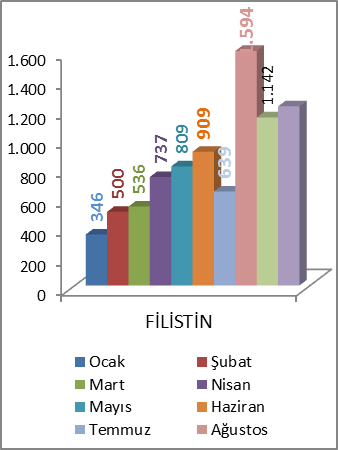 1.600
1.400
1.200
1.000
800
600
400
200
0
346
500
536
737
809
909
639
.594
1.142
FİLİSTİN
Ocak
Şubat
Mart
Nisan
Mayıs
Haziran
Temmuz
Ağustos